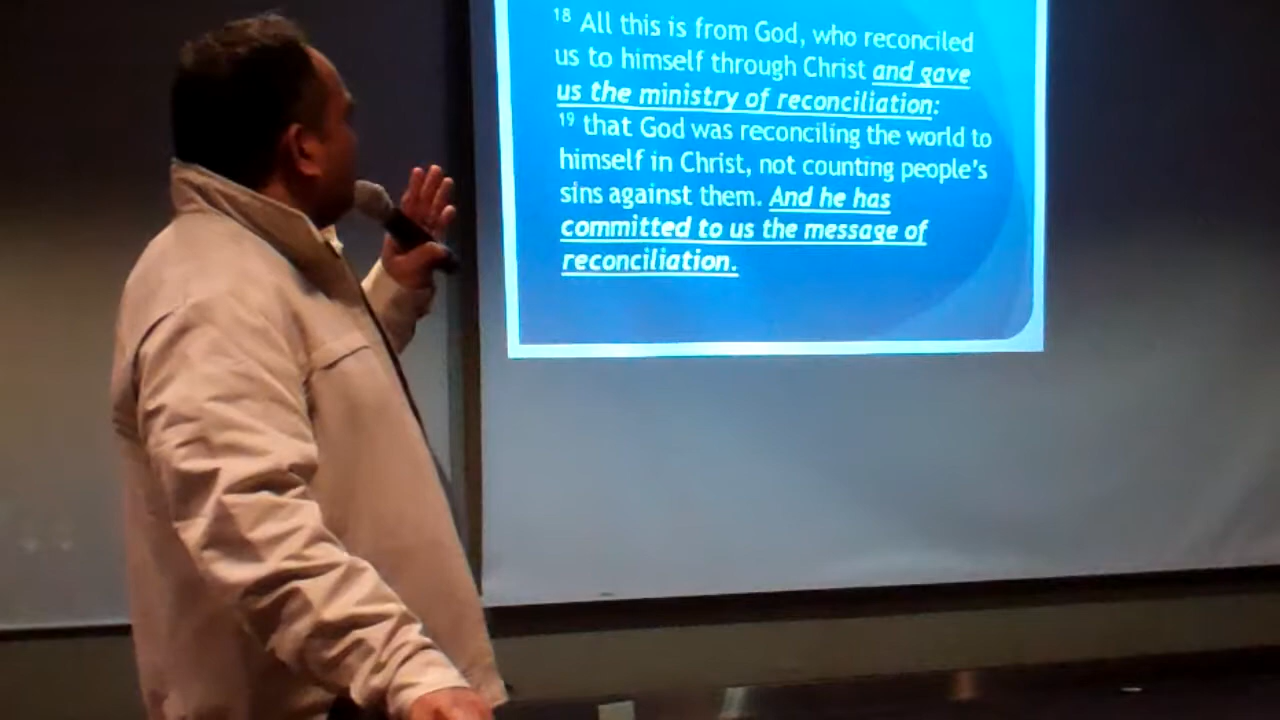 18 All this is from God, who reconciled
us to himself through Christ and gave
us the ministry of reconciliation:
19 that God was reconciling the world to
himself in Christ, not counting people's
sins against them. And he has
committed to us the message of
reconciliation.